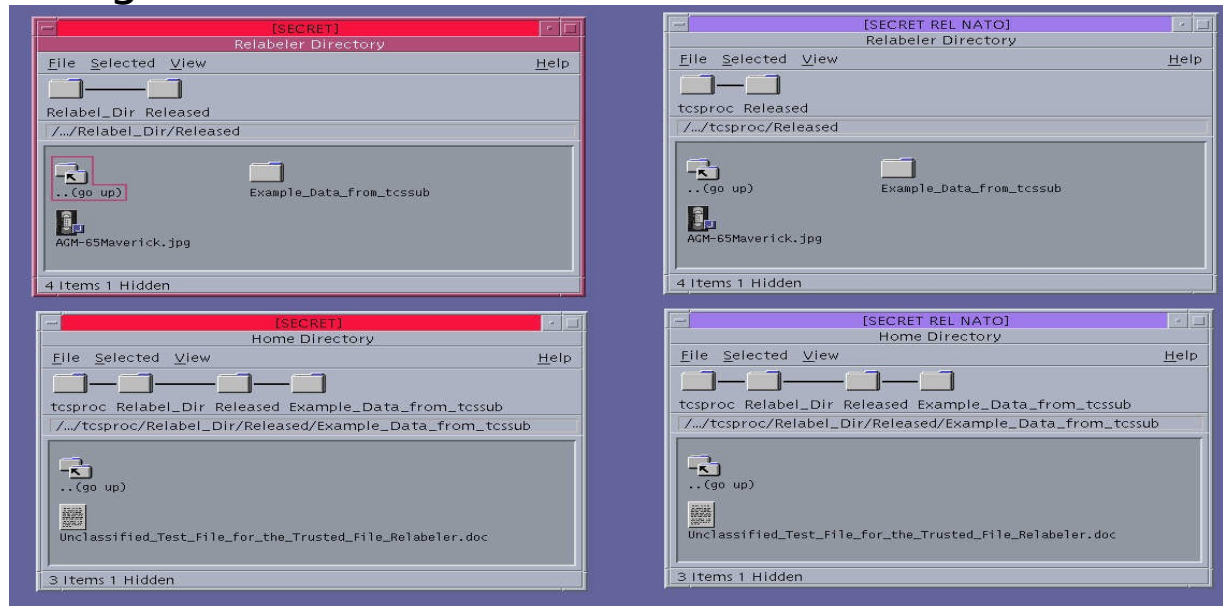 [SECRET]
Relabeler Directory
File Selected View Help
Relabel_Dir Released
/.../Relabel_Dir/Released
..(go up) Example_Data_from_tcssub
AGM-65Maverick.jpg
4 Items 1 Hidden
[SECRET REL NATO]
Relabeler Directory
File Selected View Help
tcsproc Released
/.../tcsproc/Released
..(go up) Example_Data_from_tcssub
AGM-65Maverick.jpg
4 Items 1 Hidden
[SECRET]
Home Directory
File Selected View Help
tcsproc Relabel_Dir Released Example_Data_from_tcssub
/.../tcsproc/Relabel_Dir/Released/Example_Data_from_tcssub
..(go up)
Unclassified_Test_File_for_the_Trusted_File_Relabeler.doc
3 Items 1 Hidden
[SECRET REL NATO]
Home Directory
File Selected View Help
tcsproc Relabel_Dir Released Example_Data_from_tcssub
/.../tcsproc/Relabel_Dir/Released/Example_Data_from_tcssub
..(go up)
Unclassified_Test_File_for_the_Trusted_File_Relabeler.doc
3 Items 1 Hidden